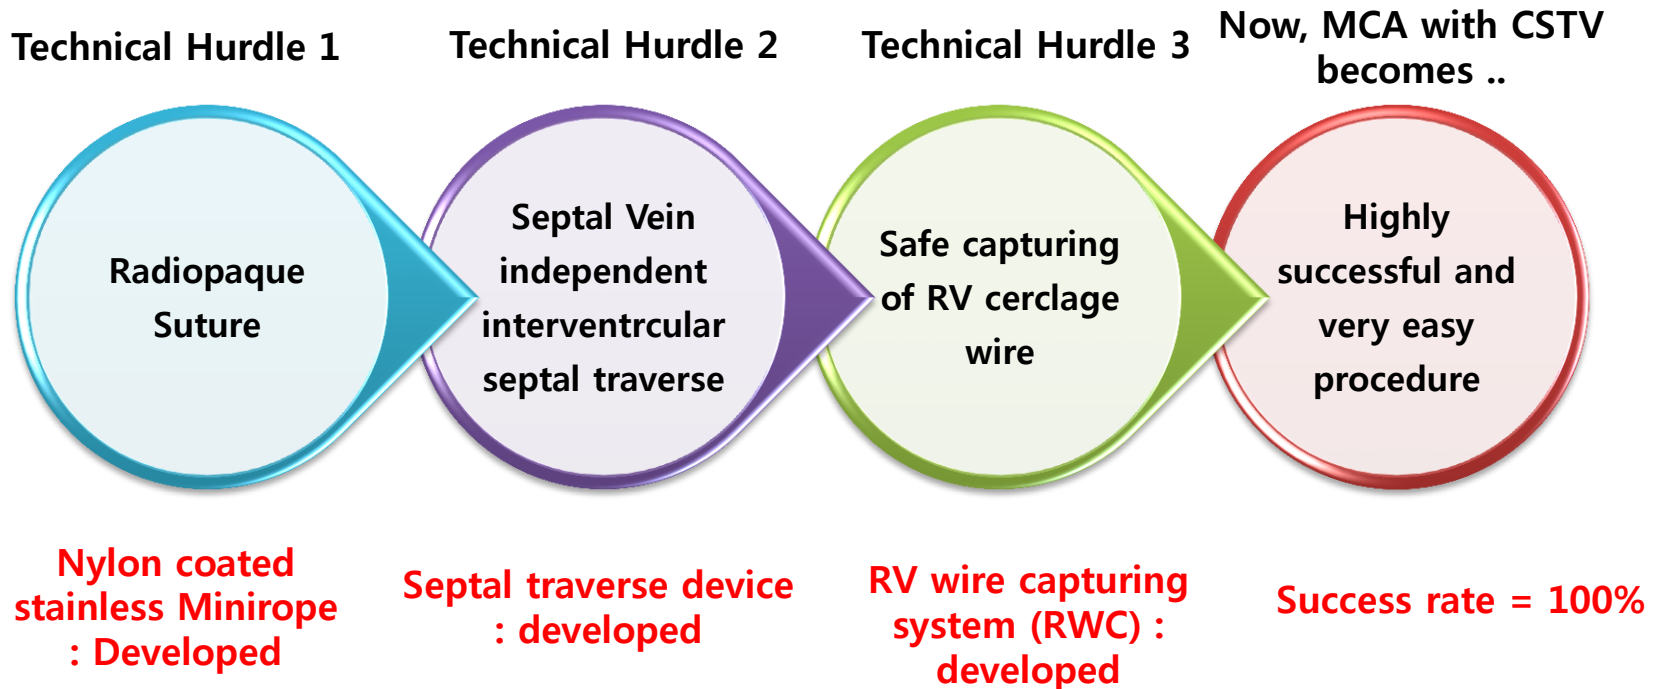 Technical Hurdle 1
Technical Hurdle 2
Technical Hurdle 3
Now, MCA with CSTV
becomes ..
Radiopaque
Suture
Septal Vein
independent
interventrcular
septal traverse
Safe capturing
of RV cerclage
wire
Highly
successful and
very easy
procedure
Nylon coated
stainless Minirope
: Developed
Septal traverse device
: developed
RV wire capturing
system (RWC) :
developed
Success rate = 100%